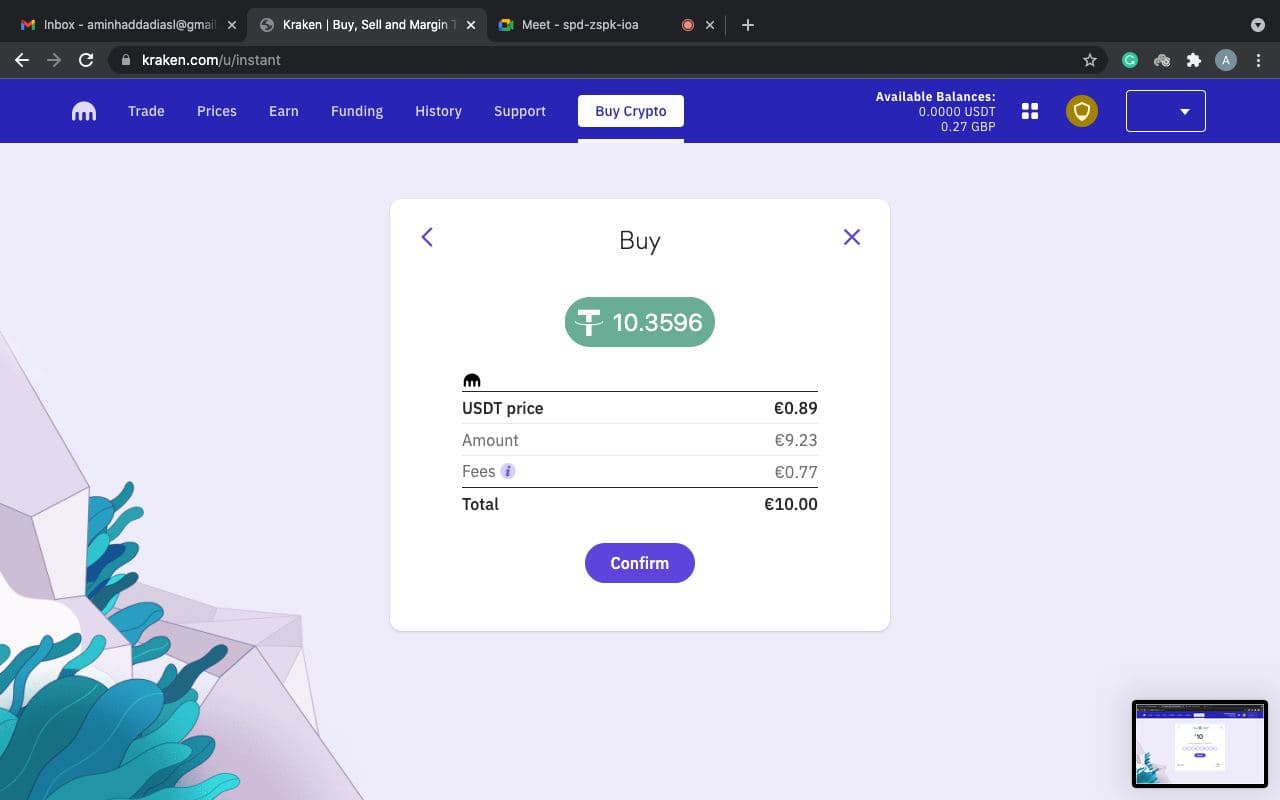 Inbox - aminhaddadiasl@gmai
Kraken | Buy, Sell and Margin T
Meet - spd-zspk-ioa
kraken.com/u/instant
A
Trade
Prices
Earn
Funding
History
Support
Buy Crypto
Available Balances:
0.0000 USDT
0.27 GBP
Buy
10.3596
USDT price €0.89
Amount €9.23
Fees i €0.77
Total €10.00
Confirm
10